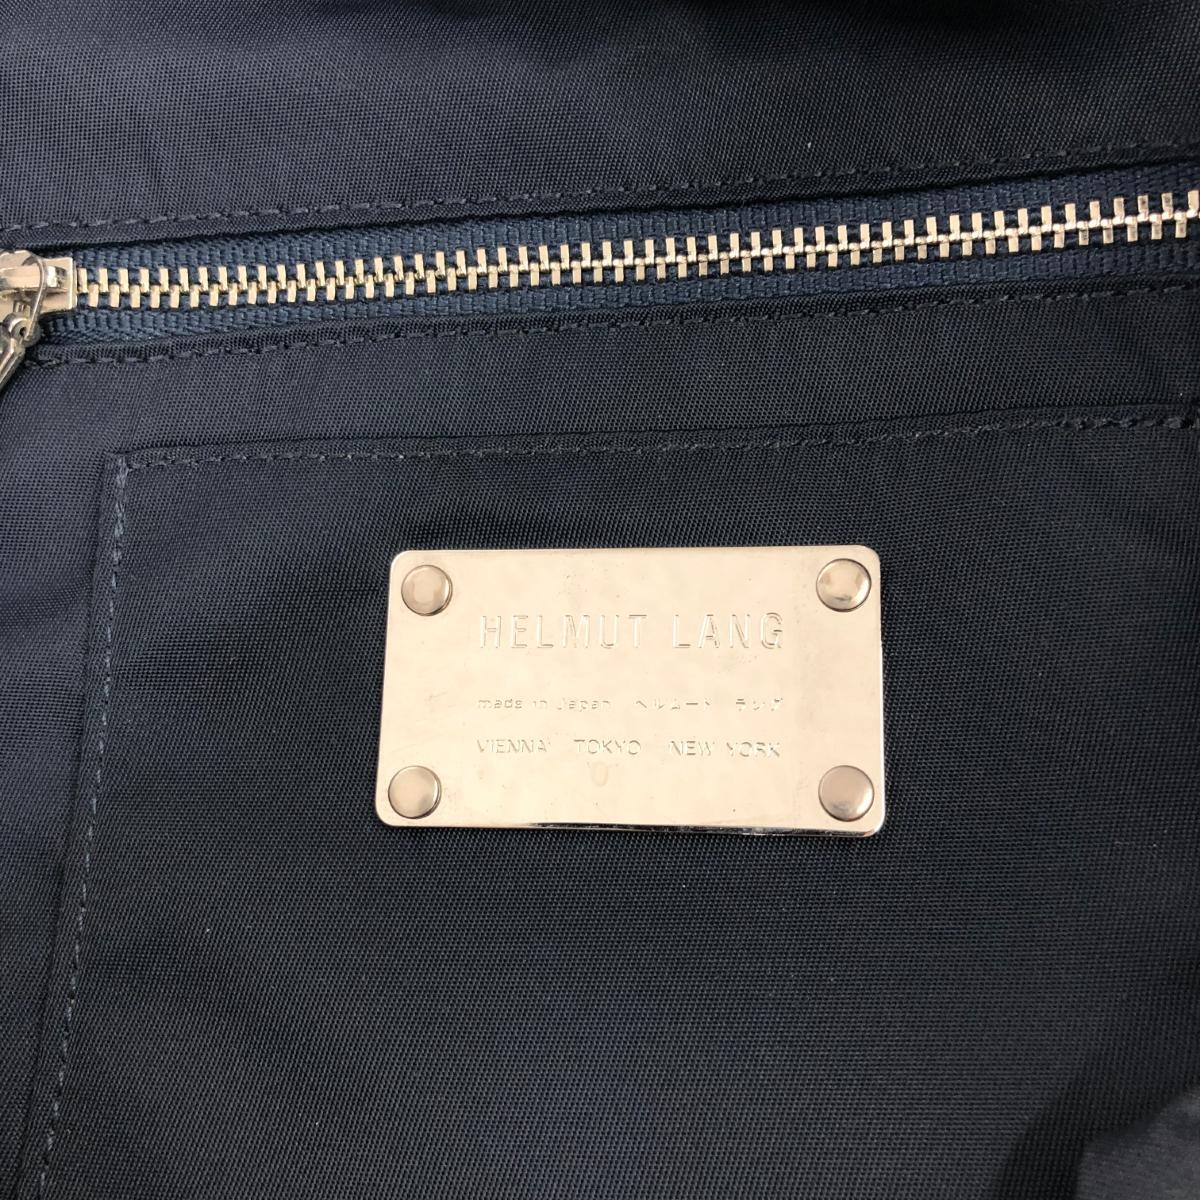 HELMUT LANG
made in Japan ヘルムート ラング
VIENNA TOKYO NEW YORK